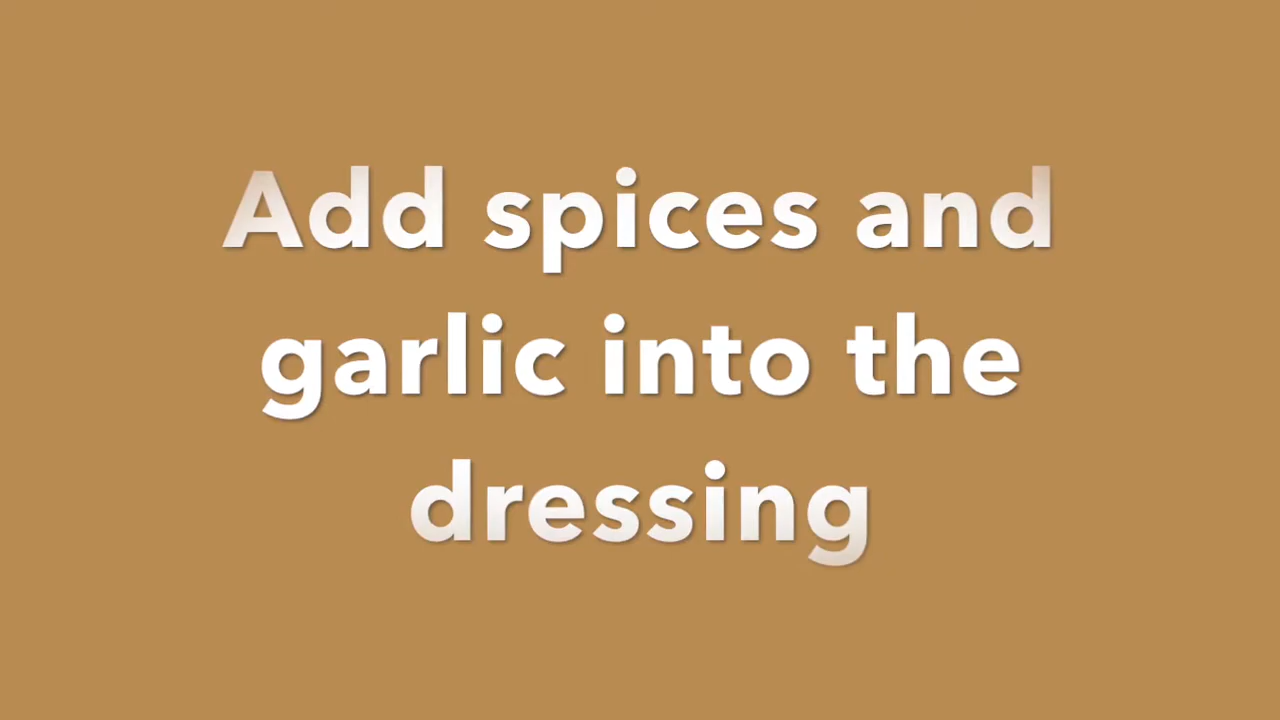 Add spices and
garlic into the
dressing